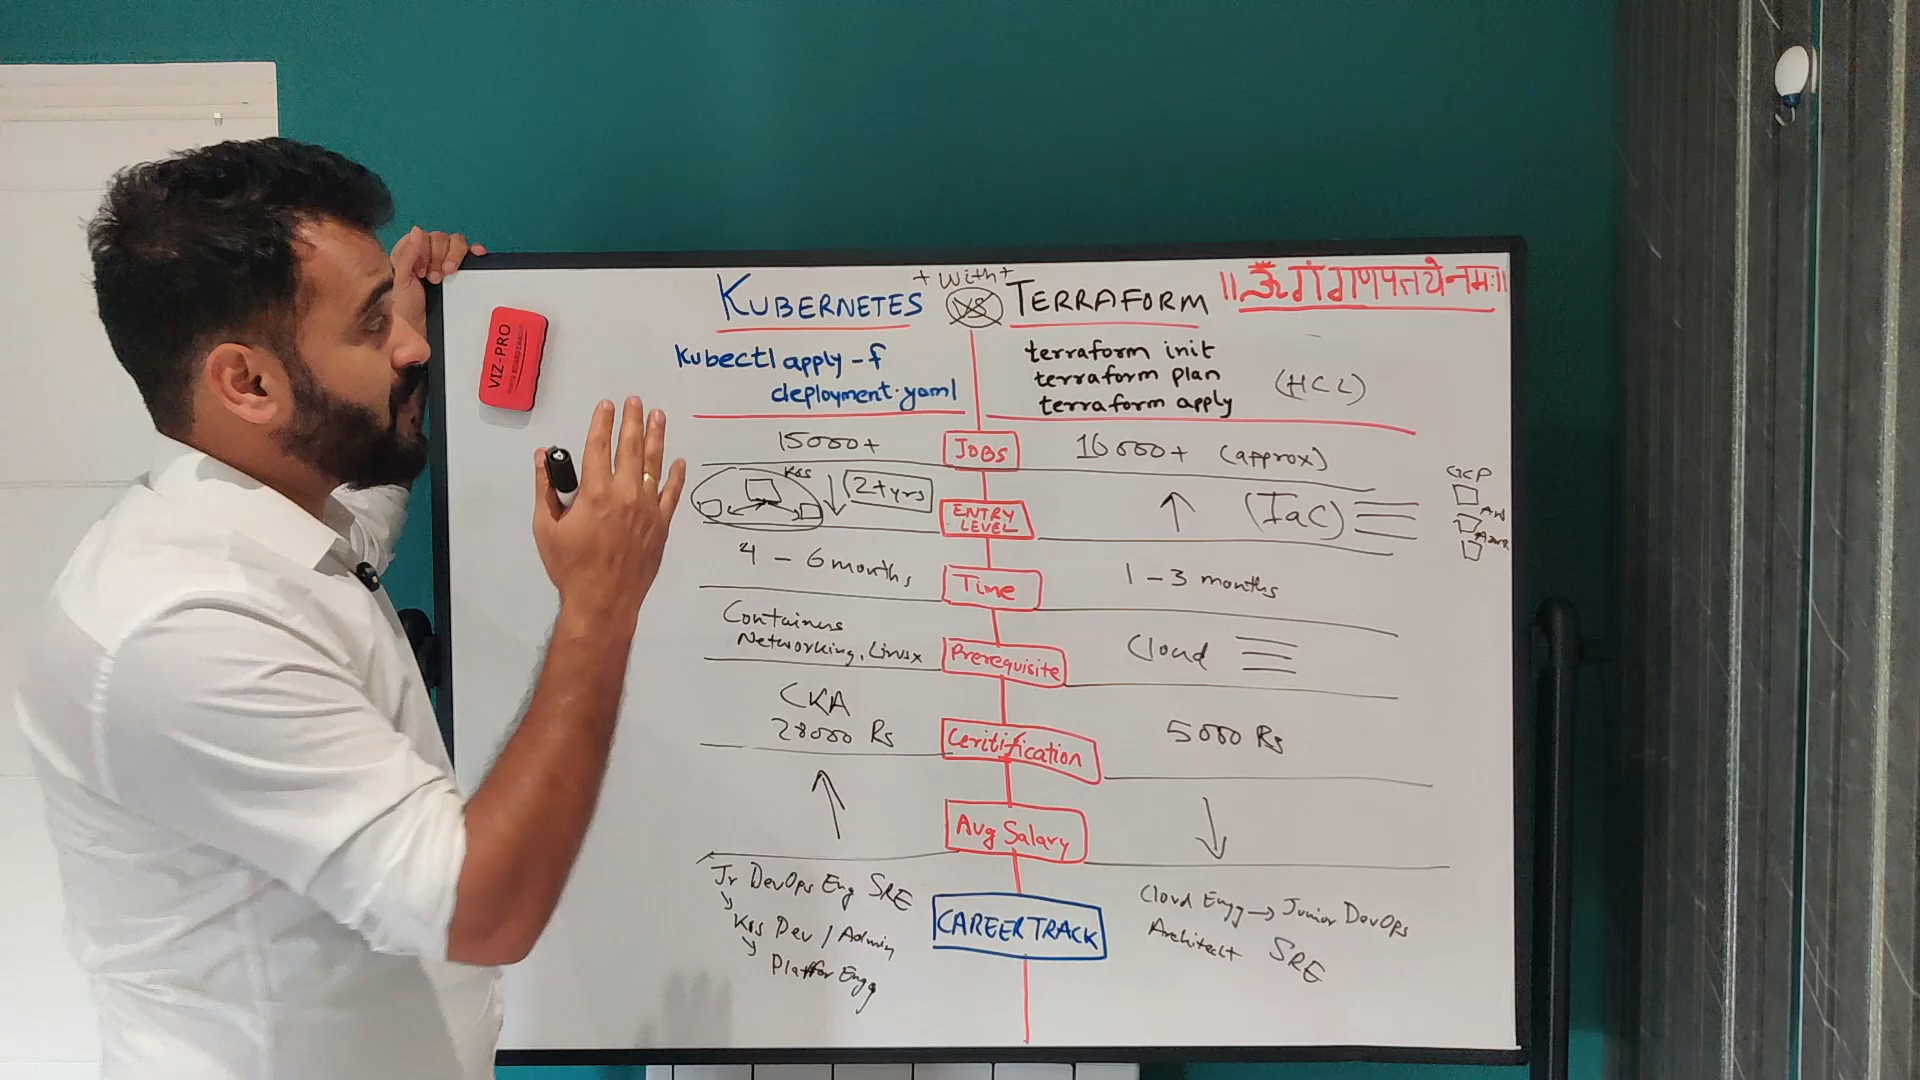 + With +
KUBERNETES VS TERRAFORM
॥ ॐ गं गणपतये नमः॥
VIZ-PRO
Kubectl apply -f
deployment.yaml
terraform init
terraform plan
terraform apply
(HCL)
15000+ JOBS 16000+ (approx)
K8s 2+yrs ENTRY
LEVEL (IaC)
GCP
AWS
Azure
4 - 6 months Time 1 - 3 months
Containers
Networking, Linux Prerequisite Cloud
CKA
28000 Rs Ceritification 5000 Rs
Avg Salary
Jr DevOps Eng SRE
K8s Dev / Admin
Platfor Engg
CAREER TRACK
Cloud Engg → Junior DevOps
Architect SRE